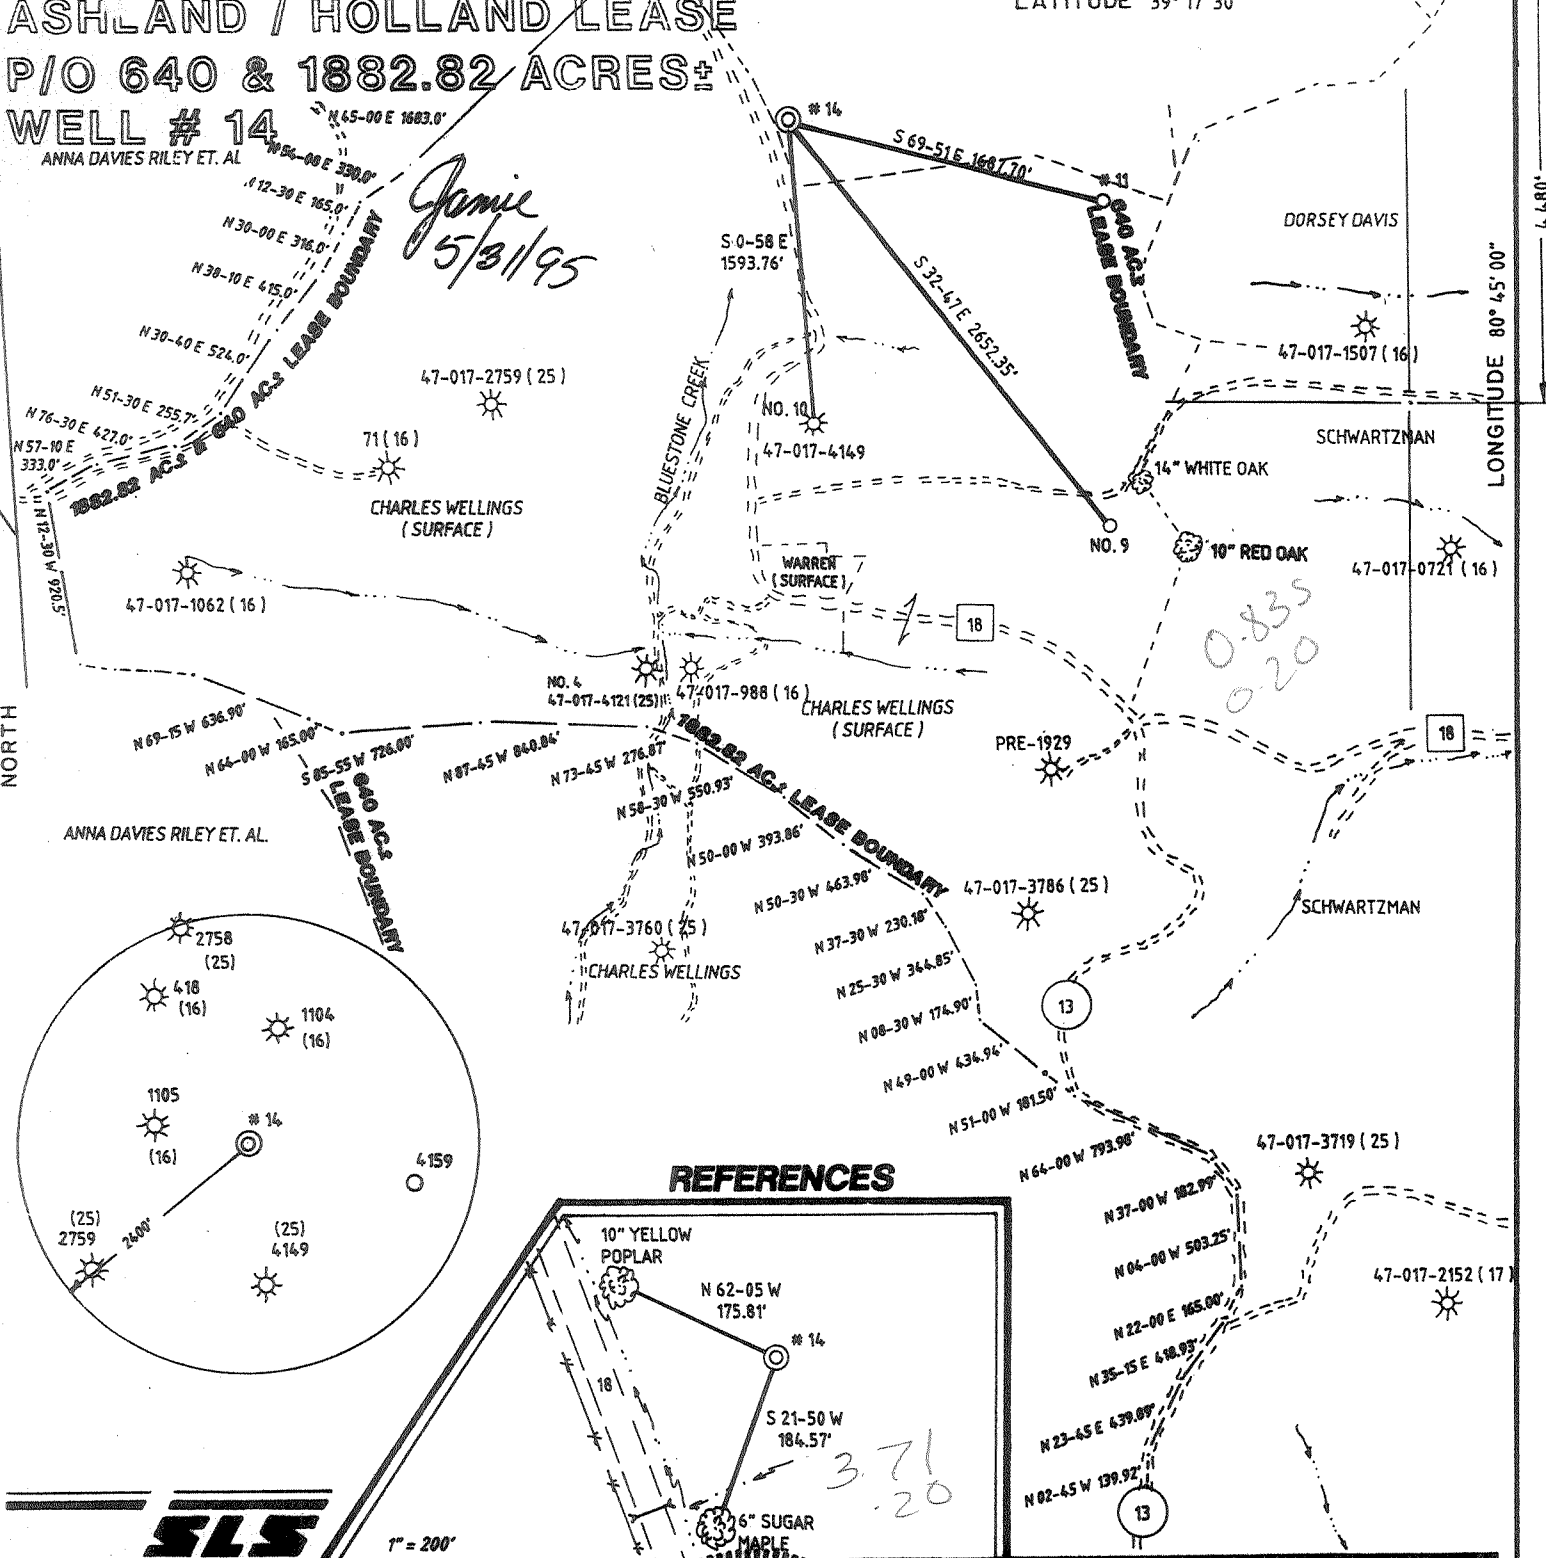 ASHLAND / HOLLAND LEASE
P/O 640 & 1882.82 ACRES±
WELL # 14
ANNA DAVIES RILEY ET. AL
LATITUDE 39° 17' 30"
N 45-00 E 1683.0'
N 54-00 E 330.0'
N 12-30 E 165.0'
N 30-00 E 316.0'
N 38-10 E 415.0'
N 30-40 E 524.0'
N 51-30 E 255.7'
N 76-30 E 427.0'
N 57-10 E
333.0'
1882.82 AC.± & 640 AC.± LEASE BOUNDARY
Jamie
5/31/95
# 14
S 69-51 E 1687.70'
# 11
640 AC.±
LEASE BOUNDARY
S 0-58 E
1593.76'
S 32-47 E 2652.35'
DORSEY DAVIS
LONGITUDE 80° 45' 00"
47-017-1507 ( 16 )
47-017-2759 ( 25 )
71 ( 16 )
BLUESTONE CREEK
NO. 10
47-017-4149
SCHWARTZMAN
14" WHITE OAK
CHARLES WELLINGS
( SURFACE )
N 12-30 W 920.5'
NO. 9
10" RED OAK
47-017-0721 ( 16 )
WARREN
( SURFACE )
47-017-1062 ( 16 )
18
0.835
0.20
NO. 4
47-017-4121 (25)
47-017-988 ( 16 )
CHARLES WELLINGS
( SURFACE )
NORTH
N 69-15 W 636.90'
N 64-00 W 165.00'
S 85-55 W 726.00'
N 87-45 W 840.84'
N 73-45 W 276.87'
N 58-30 W 550.93'
N 50-00 W 393.86'
N 50-30 W 463.98'
N 37-30 W 230.18'
N 25-30 W 344.85'
N 08-30 W 174.90'
N 49-00 W 434.94'
N 51-00 W 181.50'
N 64-00 W 793.98'
N 37-00 W 182.99'
N 04-00 W 503.25'
N 22-00 E 165.00'
N 35-15 E 418.93'
N 23-45 E 439.89'
N 02-45 W 139.92'
1882.82 AC.± LEASE BOUNDARY
640 AC.±
LEASE BOUNDARY
PRE-1929
18
ANNA DAVIES RILEY ET. AL.
47-017-3786 ( 25 )
SCHWARTZMAN
47-017-3760 ( 25 )
CHARLES WELLINGS
13
2758
(25)
418
(16)
1104
(16)
1105
(16)
# 14
4159
2400'
(25)
2759
(25)
4149
47-017-3719 ( 25 )
47-017-2152 ( 17 )
REFERENCES
10" YELLOW
POPLAR
N 62-05 W
175.81'
# 14
18
S 21-50 W
184.57'
3.71
.20
6" SUGAR
MAPLE
1" = 200'
SLS
13